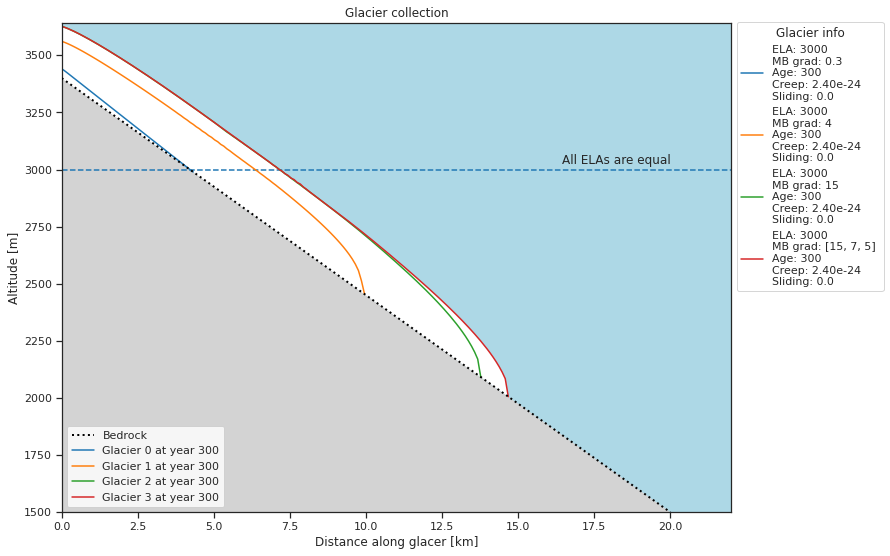 Glacier collection
3500
3250
3000
2750
2500
2250
2000
1750
1500
Altitude [m]
All ELAs are equal
Bedrock
Glacier 0 at year 300
Glacier 1 at year 300
Glacier 2 at year 300
Glacier 3 at year 300
0.0
2.5
5.0
7.5
10.0
12.5
15.0
17.5
20.0
Distance along glacer [km]
Glacier info
ELA: 3000
MB grad: 0.3
Age: 300
Creep: 2.40e-24
Sliding: 0.0
ELA: 3000
MB grad: 4
Age: 300
Creep: 2.40e-24
Sliding: 0.0
ELA: 3000
MB grad: 15
Age: 300
Creep: 2.40e-24
Sliding: 0.0
ELA: 3000
MB grad: [15, 7, 5]
Age: 300
Creep: 2.40e-24
Sliding: 0.0